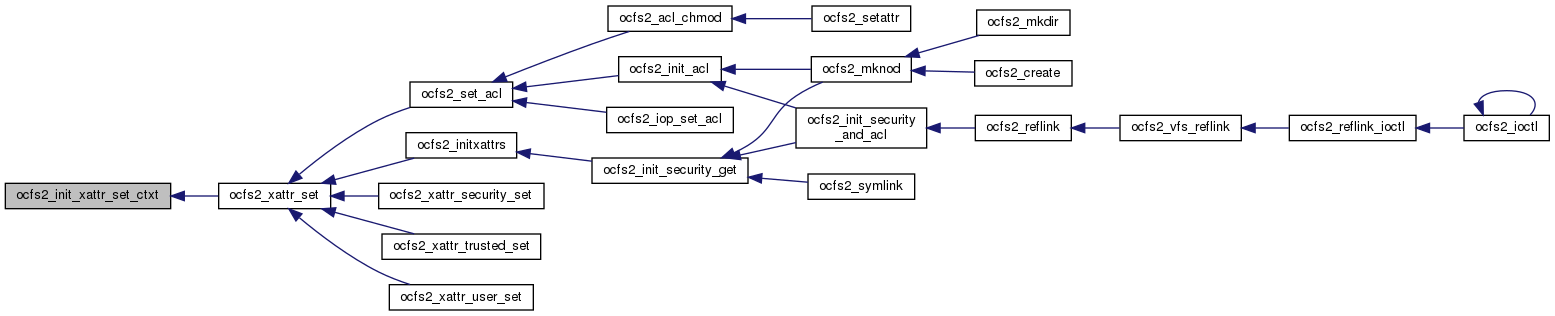 ocfs2_init_xattr_set_ctxt
ocfs2_xattr_set
ocfs2_set_acl
ocfs2_initxattrs
ocfs2_xattr_security_set
ocfs2_xattr_trusted_set
ocfs2_xattr_user_set
ocfs2_acl_chmod
ocfs2_init_acl
ocfs2_iop_set_acl
ocfs2_init_security_get
ocfs2_setattr
ocfs2_mknod
ocfs2_init_security
_and_acl
ocfs2_symlink
ocfs2_mkdir
ocfs2_create
ocfs2_reflink
ocfs2_vfs_reflink
ocfs2_reflink_ioctl
ocfs2_ioctl